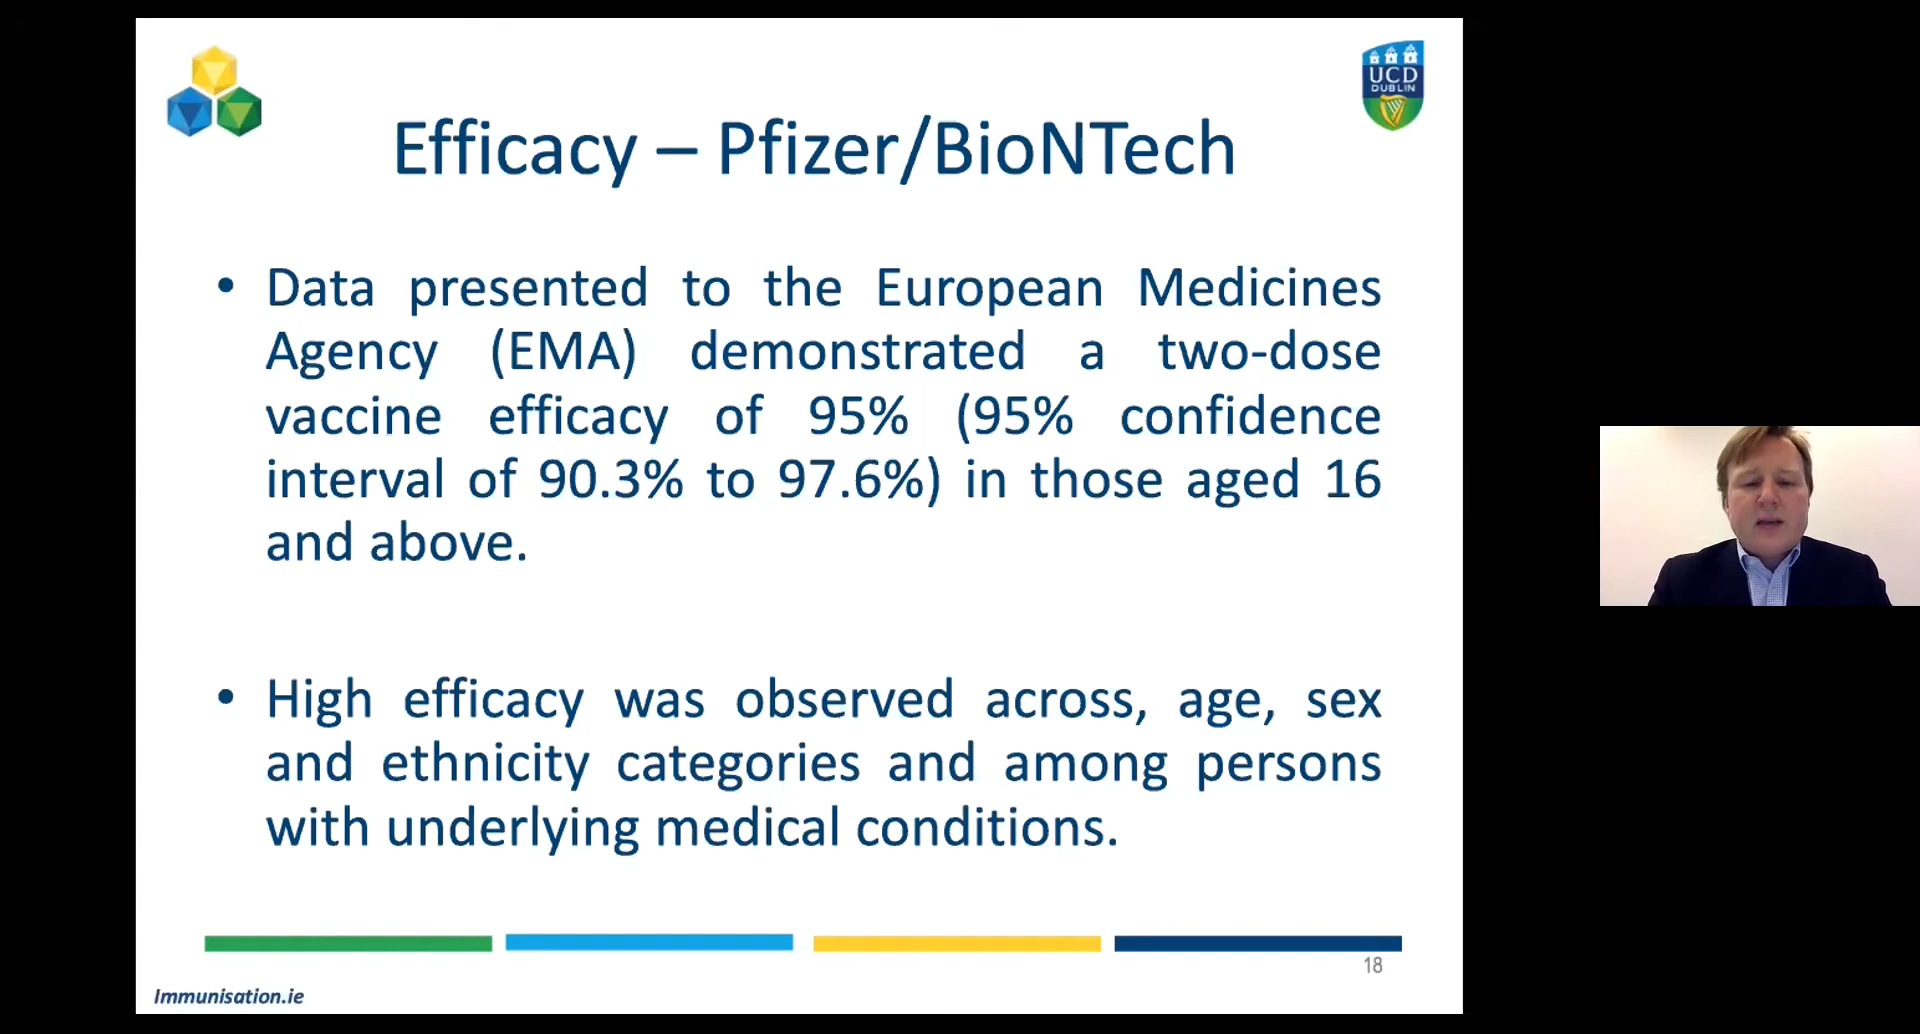 UCD
DUBLIN
Efficacy – Pfizer/BioNTech
• Data presented to the European Medicines
Agency (EMA) demonstrated a two-dose
vaccine efficacy of 95% (95% confidence
interval of 90.3% to 97.6%) in those aged 16
and above.
• High efficacy was observed across, age, sex
and ethnicity categories and among persons
with underlying medical conditions.
18
Immunisation.ie